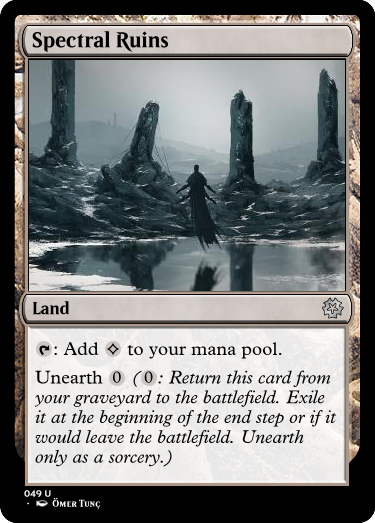 Spectral Ruins
Land
: Add to your mana pool.
Unearth 0 (0: Return this card from
your graveyard to the battlefield. Exile
it at the beginning of the end step or if it
would leave the battlefield. Unearth
only as a sorcery.)
049 U
· Ömer Tunç